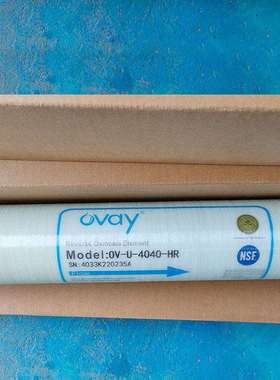 Ovay
Reverse Osmosis Element
Model:OV-U-4040-HR
SN:4033K220235A
NSF